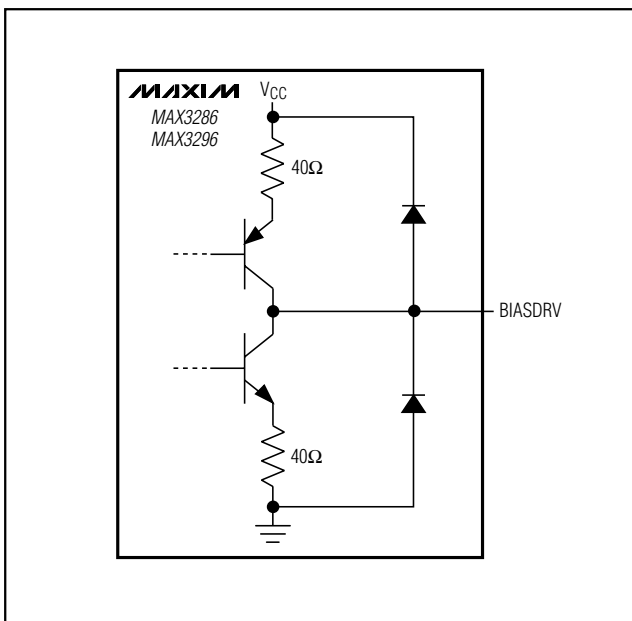 MAXIM
VCC
MAX3286
MAX3296
40Ω
BIASDRV
40Ω